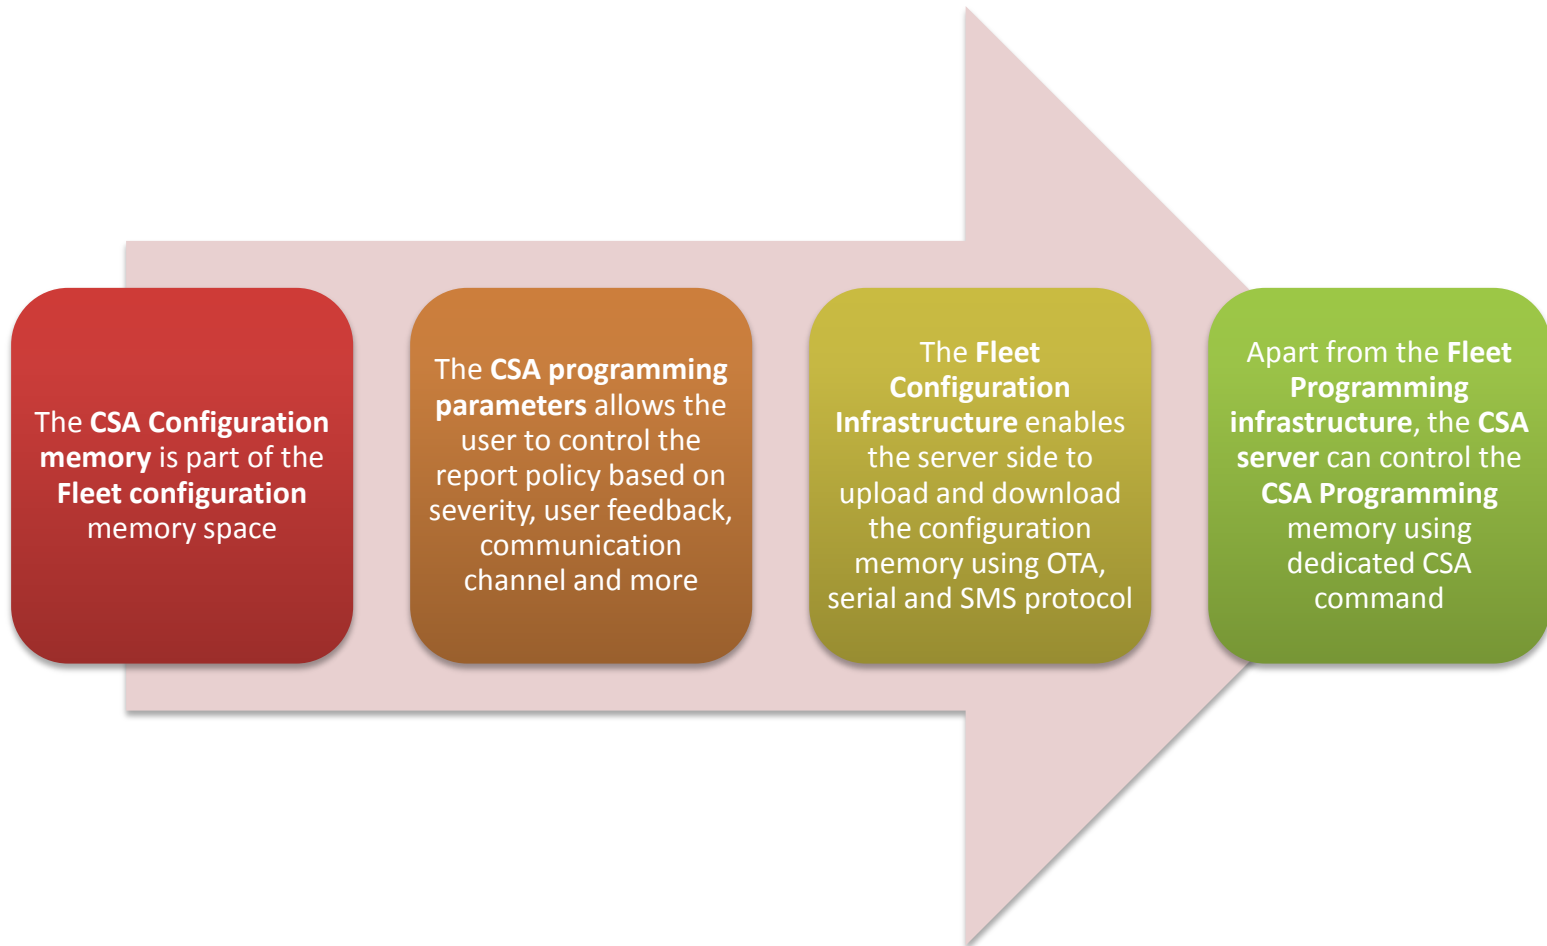 The CSA Configuration
memory is part of the
Fleet configuration
memory space
The CSA programming
parameters allows the
user to control the
report policy based on
severity, user feedback,
communication
channel and more
The Fleet
Configuration
Infrastructure enables
the server side to
upload and download
the configuration
memory using OTA,
serial and SMS protocol
Apart from the Fleet
Programming
infrastructure, the CSA
server can control the
CSA Programming
memory using
dedicated CSA
command